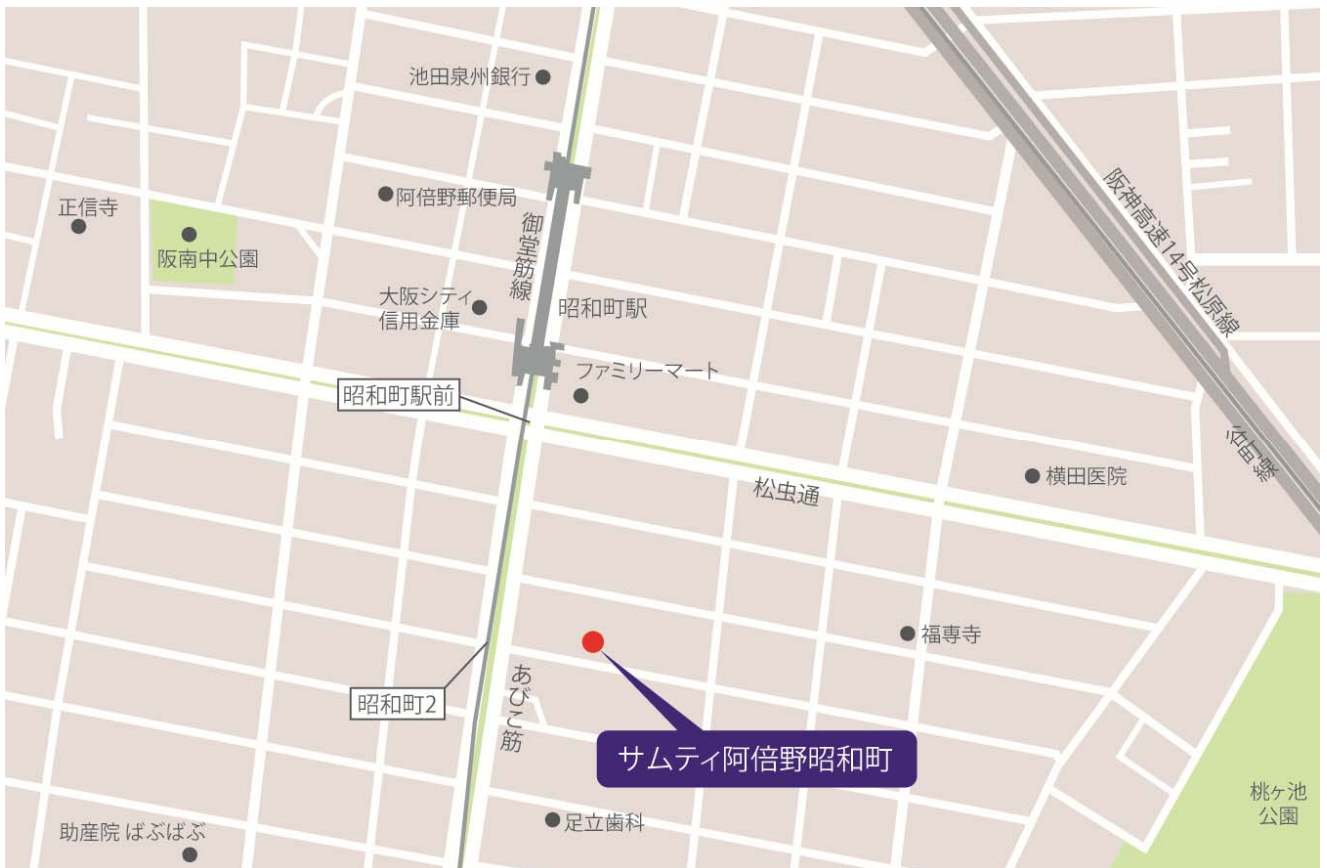 池田泉州銀行
阿倍野郵便局
正信寺
阪南中公園
御堂筋線
大阪シティ
信用金庫
昭和町駅
ファミリーマート
昭和町駅前
阪神高速14号松原線
谷町線
松虫通
横田医院
福専寺
昭和町2
あびこ筋
サムティ阿倍野昭和町
桃ヶ池
公園
足立歯科
助産院 ばぶばぶ